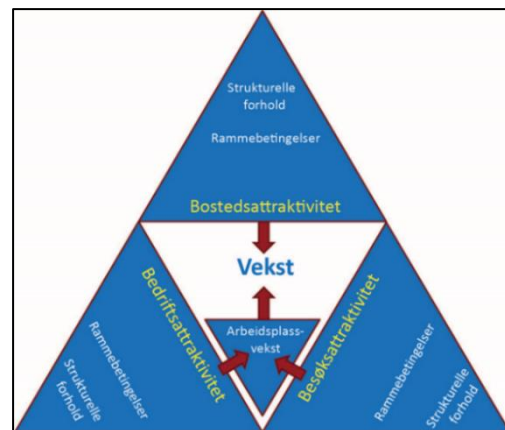 Strukturelle
forhold
Rammebetingelser
Bostedsattraktivitet
Vekst
Arbeidsplass-
vekst
Bedriftsattraktivitet
Rammebetingelser
Strukturelle
forhold
Besøksattraktivitet
Rammebetingelser
Strukturelle
forhold